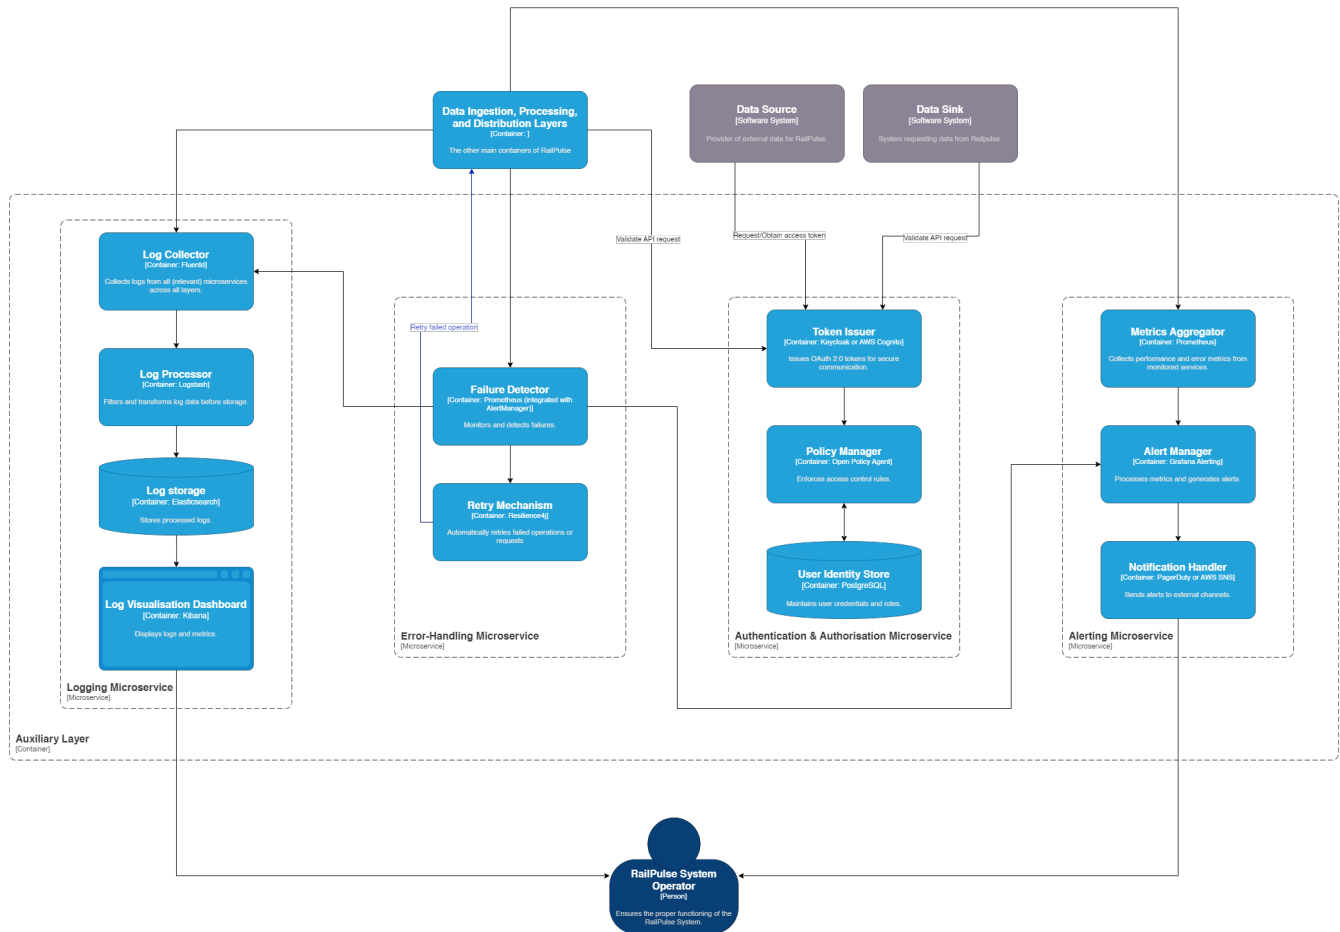 Data Ingestion, Processing,
and Distribution Layers
[Container: ]
The other main containers of RailPulse
Data Source
[Software System]
Provider of external data for RailPulse.
Data Sink
[Software System]
System requesting data from Railpulse.
Validate API request
Request/Obtain access token
Validate API request
Retry failed operation
Log Collector
[Container: Fluentd]
Collects logs from all (relevant) microservices
across all layers.
Log Processor
[Container: Logstash]
Filters and transforms log data before storage.
Log storage
[Container: Elasticsearch]
Stores processed logs.
Log Visualisation Dashboard
[Container: Kibana]
Displays logs and metrics.
Logging Microservice
[Microservice]
Failure Detector
[Container: Prometheus (integrated with
AlertManager)]
Monitors and detects failures.
Retry Mechanism
[Container: Resilience4j]
Automatically retries failed operations or
requests
Error-Handling Microservice
[Microservice]
Token Issuer
[Container: Keycloak or AWS Cognito]
Issues OAuth 2.0 tokens for secure
communication.
Policy Manager
[Container: Open Policy Agent]
Enforces access control rules.
User Identity Store
[Container: PostgreSQL]
Maintains user credentials and roles.
Authentication & Authorisation Microservice
[Microservice]
Metrics Aggregator
[Container: Prometheus]
Collects performance and error metrics from
monitored services.
Alert Manager
[Container: Grafana Alerting]
Processes metrics and generates alerts.
Notification Handler
[Container: PagerDuty or AWS SNS]
Sends alerts to external channels.
Alerting Microservice
[Microservice]
Auxiliary Layer
[Container]
RailPulse System
Operator
[Person]
Ensures the proper functioning of the
RailPulse System.